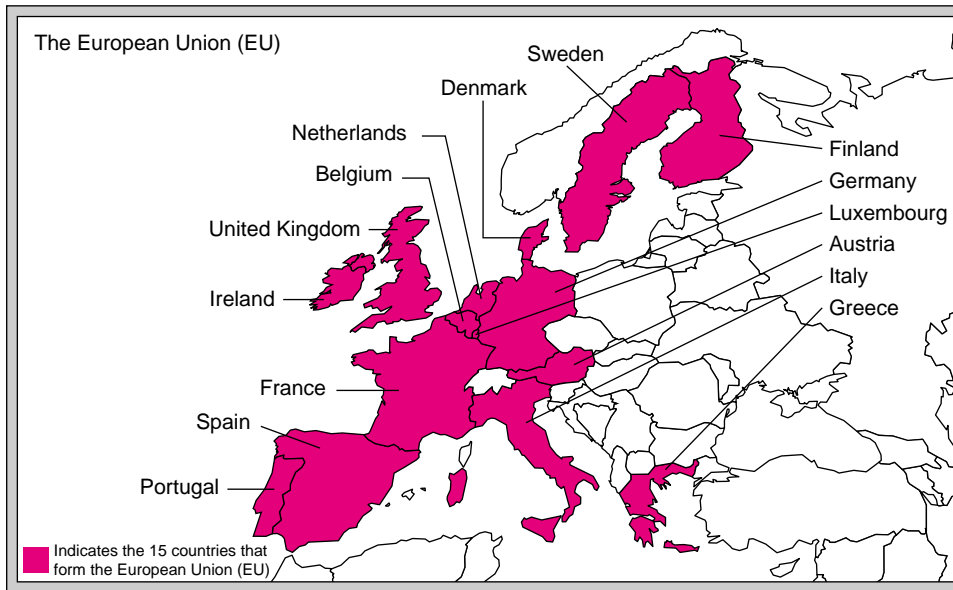 The European Union (EU)
Sweden
Denmark
Netherlands
Belgium
United Kingdom
Ireland
France
Spain
Portugal
Finland
Germany
Luxembourg
Austria
Italy
Greece
Indicates the 15 countries that
form the European Union (EU)